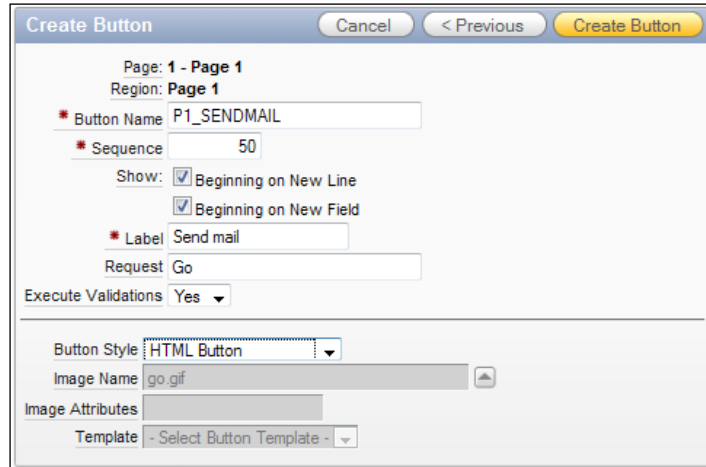 Create Button Cancel < Previous Create Button
Page: 1 - Page 1
Region: Page 1
* Button Name P1_SENDMAIL
* Sequence 50
Show: Beginning on New Line
Beginning on New Field
* Label Send mail
Request Go
Execute Validations Yes
Button Style HTML Button
Image Name go.gif
Image Attributes
Template - Select Button Template -